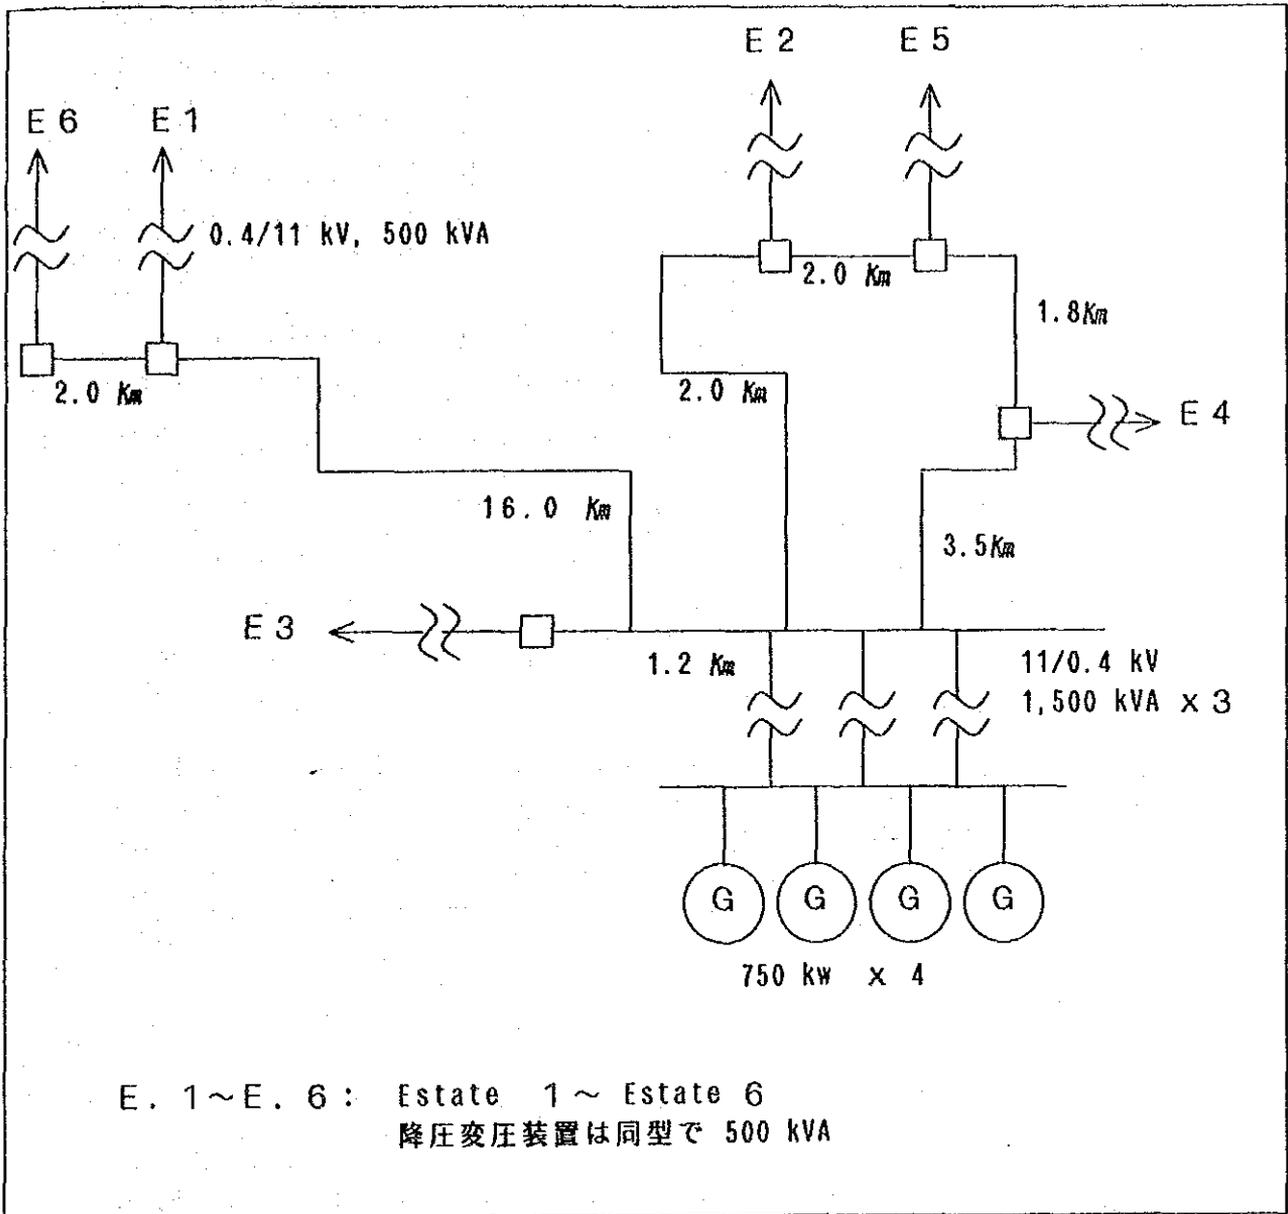 E 2 E 5
E 6 E 1
0.4/11 kV, 500 kVA
2.0 Km
1.8Km
2.0 Km
2.0 Km
E 4
16.0 Km
3.5Km
E 3
1.2 Km
11/0.4 kV
1,500 kVA x 3
G G G G
750 kw x 4
E. 1～E. 6: Estate 1～ Estate 6
降圧変圧装置は同型で 500 kVA